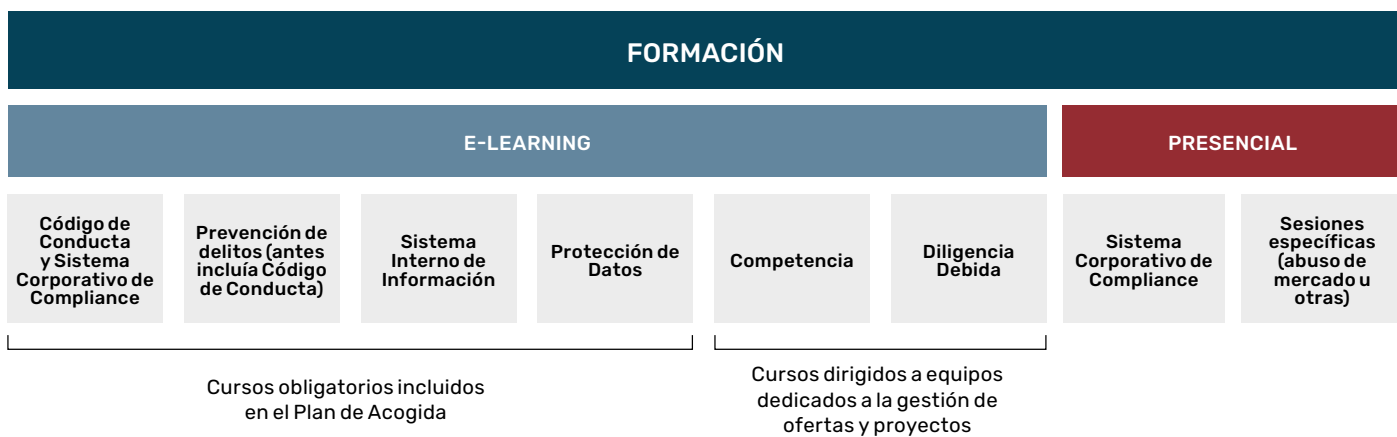 FORMACIÓN
E-LEARNING
PRESENCIAL
Código de
Conducta
y Sistema
Corporativo de
Compliance
Prevención de
delitos (antes
incluía Código
de Conducta)
Sistema
Interno de
Información
Protección de
Datos
Competencia
Diligencia
Debida
Sistema
Corporativo de
Compliance
Sesiones
específicas
(abuso de
mercado u
otras)
Cursos obligatorios incluidos
en el Plan de Acogida
Cursos dirigidos a equipos
dedicados a la gestión de
ofertas y proyectos